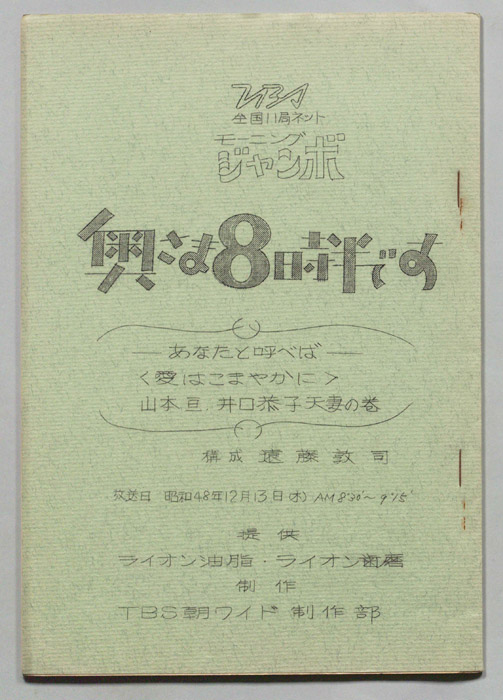 TBS
全国11局ネット
モーニング
ジャンボ
奥さま8時半です
―あなたと呼べば―
<愛はこまやかに>
山本亘.井口恭子夫妻の巻
構成 遠藤敦司
放送日 昭和48年12月13日(木) AM8:30~9:15
提供
ライオン油脂・ライオン歯磨
制作
TBS朝ワイド制作部